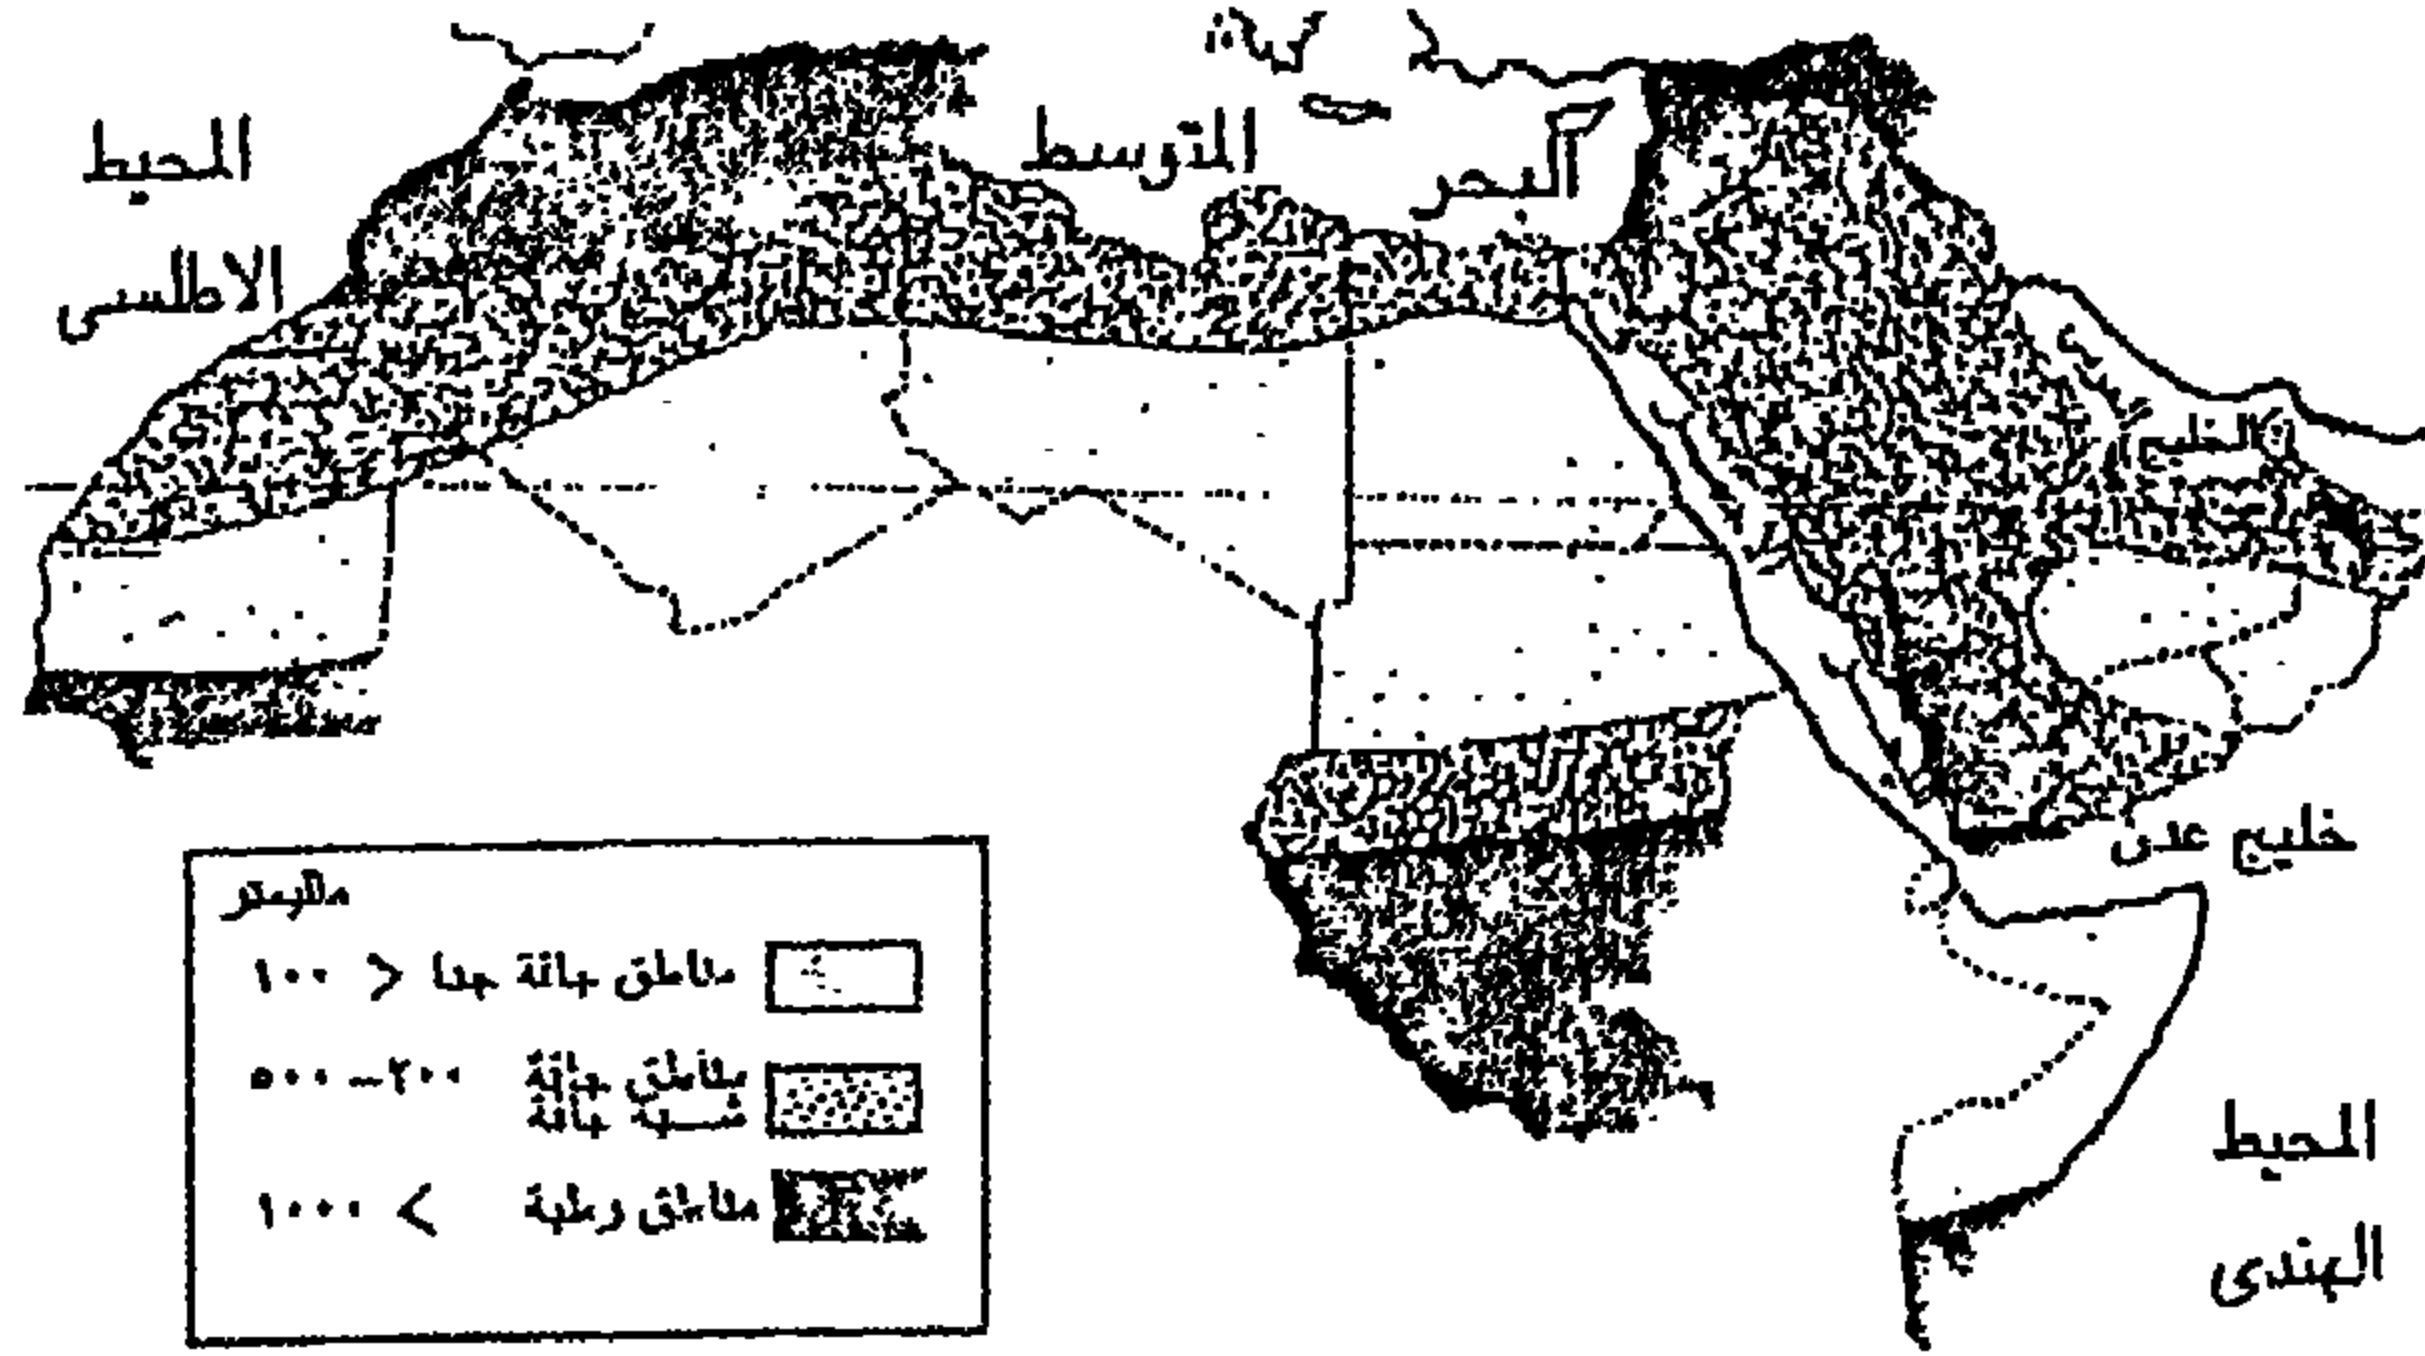 المحيط
الاطلسى
البحر
المتوسط
الخليج
خليج عدن
المحيط
الهندى
ملليمتر
مناطق جافة جدا < ١٠٠
مناطق جافة ٢٠٠ - ٥٠٠
شبه جافة
مناطق رطبة > ١٠٠٠